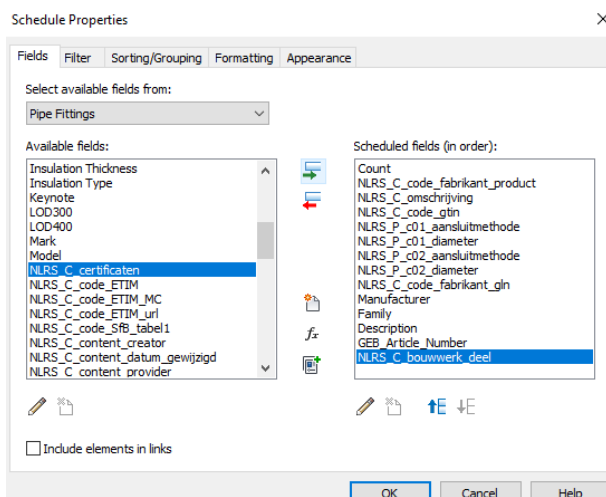 Schedule Properties
Fields Filter Sorting/Grouping Formatting Appearance
Select available fields from:
Pipe Fittings
Available fields:
Insulation Thickness
Insulation Type
Keynote
LOD300
LOD400
Mark
Model
NLRS_C_certificaten
NLRS_C_code_ETIM
NLRS_C_code_ETIM_MC
NLRS_C_code_ETIM_url
NLRS_C_code_SfB_tabel1
NLRS_C_content_creator
NLRS_C_content_datum_gewijzigd
NLRS_C_content_provider
Scheduled fields (in order):
Count
NLRS_C_code_fabrikant_product
NLRS_C_omschrijving
NLRS_C_code_gtin
NLRS_P_c01_aansluitmethode
NLRS_P_c01_diameter
NLRS_P_c02_aansluitmethode
NLRS_P_c02_diameter
NLRS_C_code_fabrikant_gln
Manufacturer
Family
Description
GEB_Article_Number
NLRS_C_bouwwerk_deel
fx
Include elements in links
OK Cancel Help